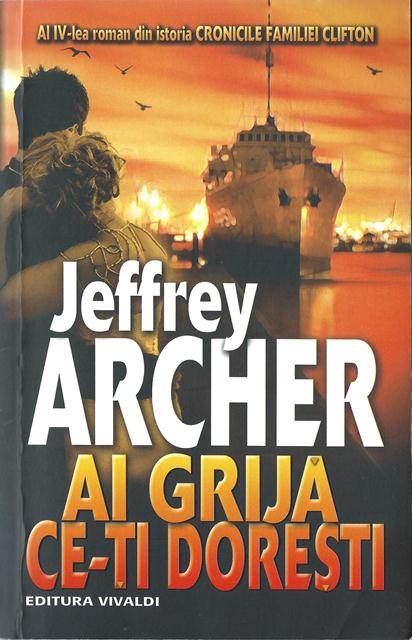 Al IV-lea roman din istoria CRONICILE FAMILIEI CLIFTON
Jeffrey
ARCHER
AI GRIJĂ
CE-ȚI DOREȘTI
EDITURA VIVALDI